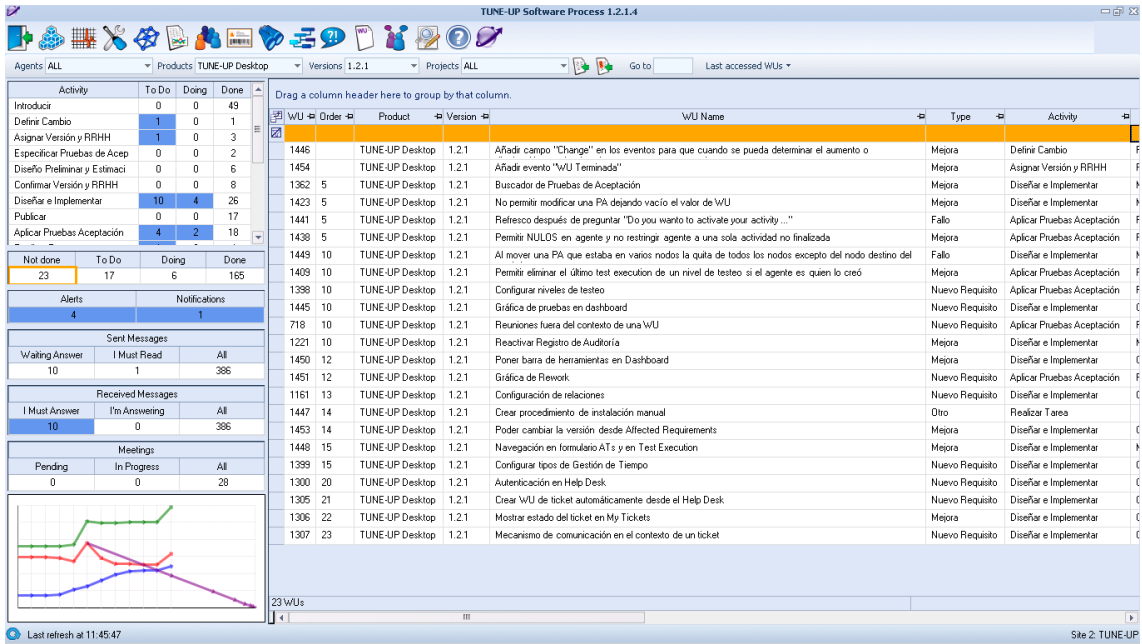 TUNE-UP Software Process 1.2.1.4
Agents ALL Products TUNE-UP Desktop Versions 1.2.1 Projects ALL Go to Last accessed WUs
Activity To Do Doing Done
Introducir 0 0 49
Definir Cambio 1 0 1
Asignar Versión y RRHH 1 0 3
Especificar Pruebas de Acep 0 0 2
Diseño Preliminar y Estimaci 0 0 6
Confirmar Versión y RRHH 0 0 8
Diseñar e Implementar 10 4 26
Publicar 0 0 17
Aplicar Pruebas Aceptación 4 2 18
Not done To Do Doing Done
23 17 6 165
Alerts Notifications
4 1
Sent Messages
Waiting Answer I Must Read All
10 1 386
Received Messages
I Must Answer I'm Answering All
10 0 386
Meetings
Pending In Progress All
0 0 28
Drag a column header here to group by that column.
WU Order Product Version WU Name Type Activity
1446 TUNE-UP Desktop 1.2.1 Añadir campo "Change" en los eventos para que cuando se pueda determinar el aumento o Mejora Definir Cambio
1454 TUNE-UP Desktop 1.2.1 Añadir evento "WU Terminada" Mejora Asignar Versión y RRHH
1362 5 TUNE-UP Desktop 1.2.1 Buscador de Pruebas de Aceptación Mejora Diseñar e Implementar
1423 5 TUNE-UP Desktop 1.2.1 No permitir modificar una PA dejando vacío el valor de WU Mejora Diseñar e Implementar
1441 5 TUNE-UP Desktop 1.2.1 Refresco después de preguntar "Do you wanto to activate your activity ..." Fallo Aplicar Pruebas Aceptación
1438 5 TUNE-UP Desktop 1.2.1 Permitir NULOS en agente y no restringir agente a una sola actividad no finalizada Mejora Aplicar Pruebas Aceptación
1449 10 TUNE-UP Desktop 1.2.1 Al mover una PA que estaba en varios nodos la quita de todos los nodos excepto del nodo destino del Fallo Diseñar e Implementar
1409 10 TUNE-UP Desktop 1.2.1 Permitir eliminar el último test execution de un nivel de testeo si el agente es quien lo creó Mejora Aplicar Pruebas Aceptación
1398 10 TUNE-UP Desktop 1.2.1 Configurar niveles de testeo Nuevo Requisito Aplicar Pruebas Aceptación
1445 10 TUNE-UP Desktop 1.2.1 Gráfica de pruebas en dashboard Nuevo Requisito Diseñar e Implementar
718 10 TUNE-UP Desktop 1.2.1 Reuniones fuera del contexto de una WU Nuevo Requisito Aplicar Pruebas Aceptación
1221 10 TUNE-UP Desktop 1.2.1 Reactivar Registro de Auditoría Mejora Diseñar e Implementar
1450 12 TUNE-UP Desktop 1.2.1 Poner barra de herramientas en Dashboard Mejora Diseñar e Implementar
1451 12 TUNE-UP Desktop 1.2.1 Gráfica de Rework Nuevo Requisito Aplicar Pruebas Aceptación
1161 13 TUNE-UP Desktop 1.2.1 Configuración de relaciones Nuevo Requisito Diseñar e Implementar
1447 14 TUNE-UP Desktop 1.2.1 Crear procedimiento de instalación manual Otro Realizar Tarea
1453 14 TUNE-UP Desktop 1.2.1 Poder cambiar la versión desde Affected Requirements Mejora Diseñar e Implementar
1448 15 TUNE-UP Desktop 1.2.1 Navegación en formulario ATs y en Test Execution Mejora Diseñar e Implementar
1399 15 TUNE-UP Desktop 1.2.1 Configurar tipos de Gestión de Tiempo Nuevo Requisito Diseñar e Implementar
1300 20 TUNE-UP Desktop 1.2.1 Autenticación en Help Desk Nuevo Requisito Diseñar e Implementar
1305 21 TUNE-UP Desktop 1.2.1 Crear WU de ticket automáticamente desde el Help Desk Nuevo Requisito Diseñar e Implementar
1306 22 TUNE-UP Desktop 1.2.1 Mostrar estado del ticket en My Tickets Mejora Diseñar e Implementar
1307 23 TUNE-UP Desktop 1.2.1 Mecanismo de comunicación en el contexto de un ticket Nuevo Requisito Diseñar e Implementar
23 WUs
Last refresh at 11:45:47 Site 2: TUNE-UP